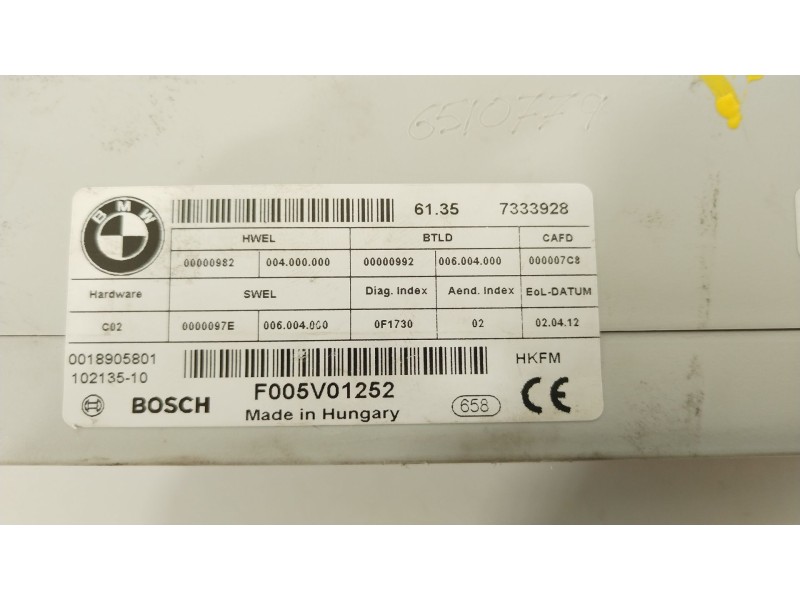 6510779
BMW
61.35 7333928
HWEL BTLD CAFD
00000982 004.000.000 00000992 006.004.000 000007C8
Hardware SWEL Diag. Index Aend. Index EoL-DATUM
C02 0000097E 006.004.000 0F1730 02 02.04.12
0018905801 HKFM
102135-10
BOSCH F005V01252 658 CE
Made in Hungary